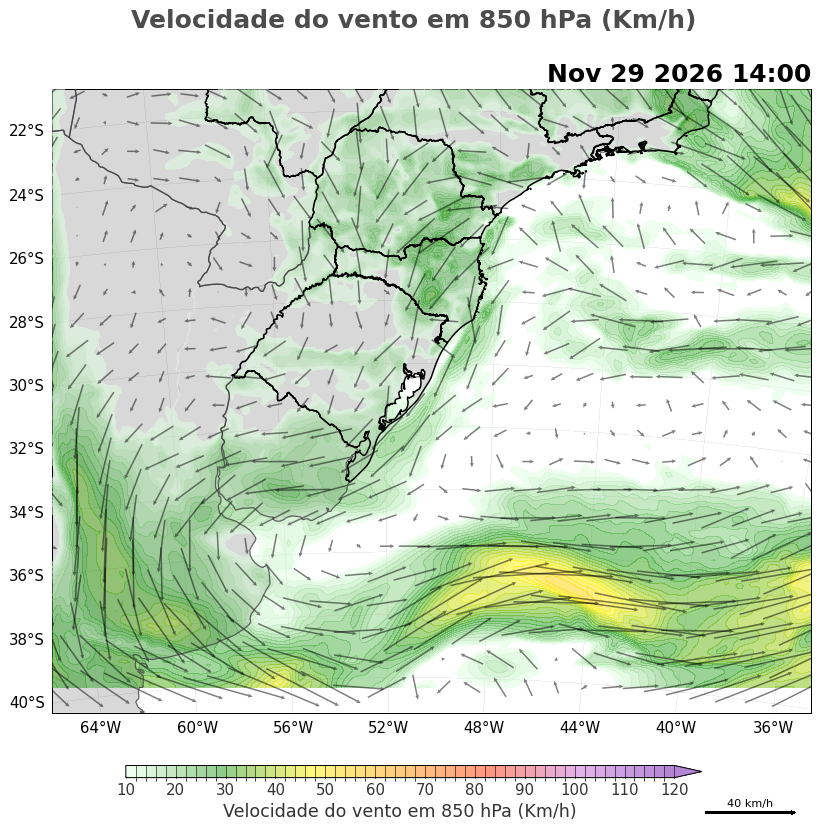 Velocidade do vento em 850 hPa (Km/h)
Nov 29 2026 14:00
22°S
24°S
26°S
28°S
30°S
32°S
34°S
36°S
38°S
40°S
64°W 60°W 56°W 52°W 48°W 44°W 40°W 36°W
10 20 30 40 50 60 70 80 90 100 110 120
Velocidade do vento em 850 hPa (Km/h)
40 km/h